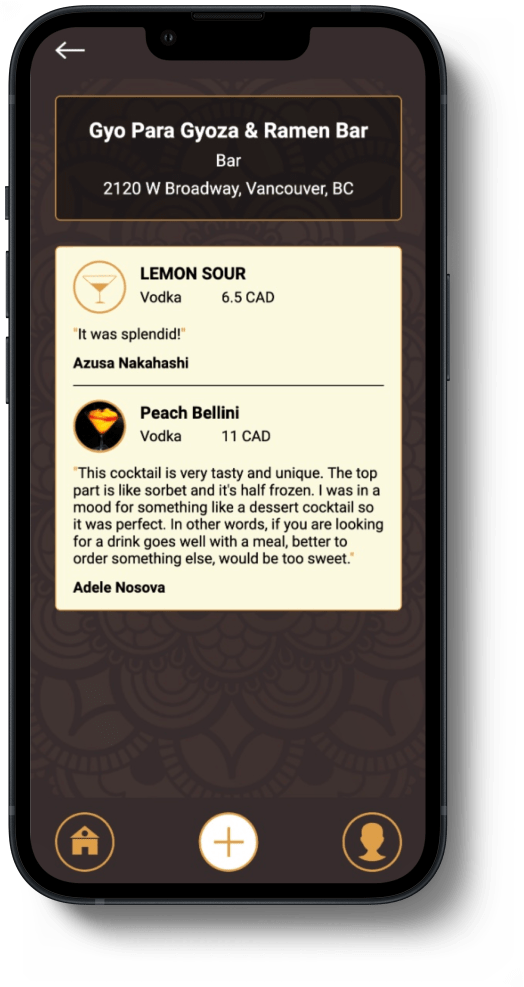 Gyo Para Gyoza & Ramen Bar
Bar
2120 W Broadway, Vancouver, BC
LEMON SOUR
Vodka 6.5 CAD
"It was splendid!"
Azusa Nakahashi
Peach Bellini
Vodka 11 CAD
"This cocktail is very tasty and unique. The top
part is like sorbet and it's half frozen. I was in a
mood for something like a dessert cocktail so
it was perfect. In other words, if you are looking
for a drink goes well with a meal, better to
order something else, would be too sweet."
Adele Nosova